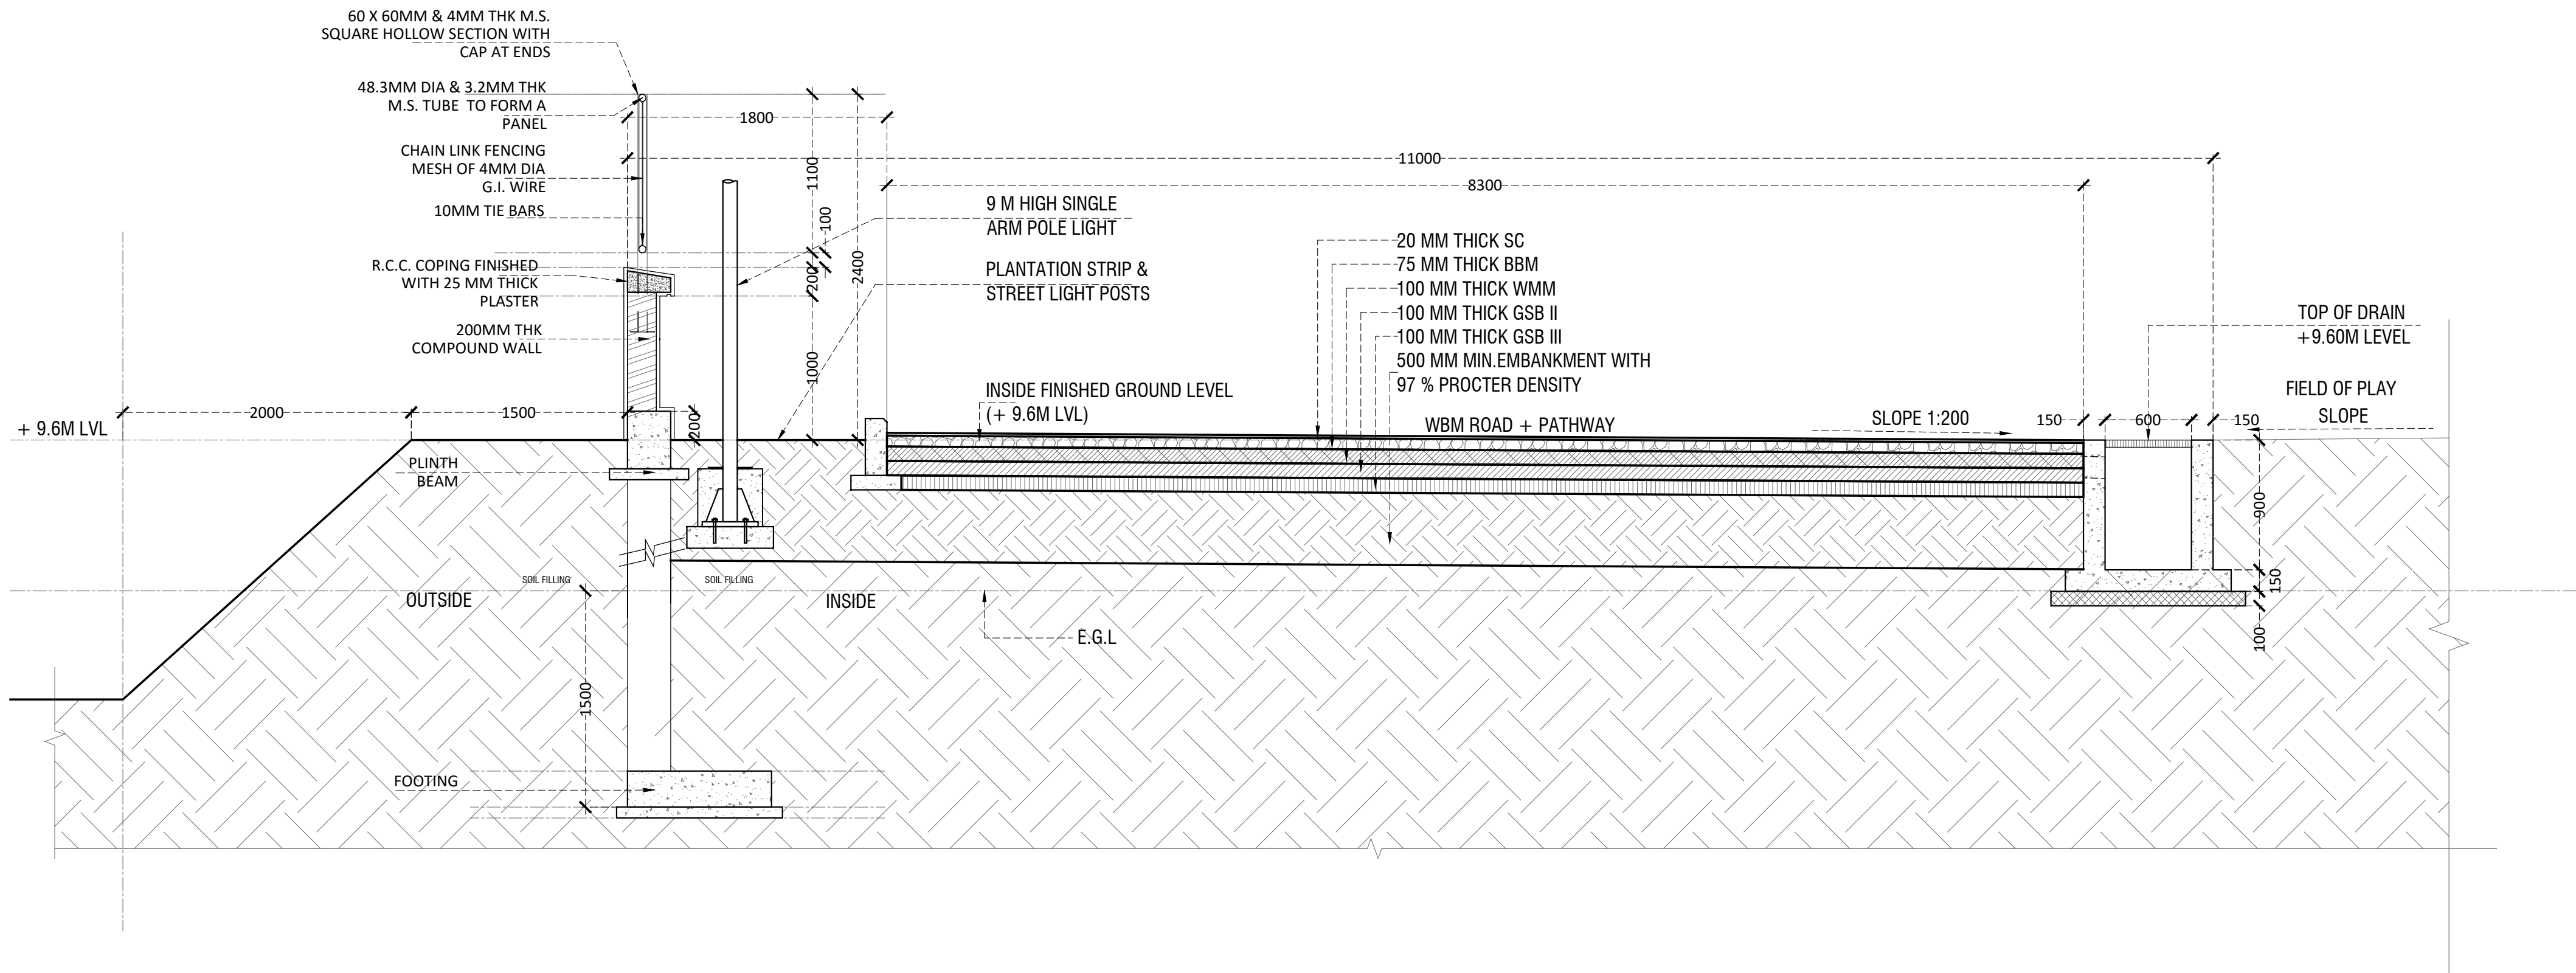 60 X 60MM & 4MM THK M.S.
SQUARE HOLLOW SECTION WITH
CAP AT ENDS
48.3MM DIA & 3.2MM THK
M.S. TUBE TO FORM A
PANEL
CHAIN LINK FENCING
MESH OF 4MM DIA
G.I. WIRE
10MM TIE BARS
R.C.C. COPING FINISHED
WITH 25 MM THICK
PLASTER
200MM THK
COMPOUND WALL
1800
11000
8300
1100
100
200
2400
1000
200
9 M HIGH SINGLE
ARM POLE LIGHT
PLANTATION STRIP &
STREET LIGHT POSTS
INSIDE FINISHED GROUND LEVEL
(+ 9.6M LVL)
20 MM THICK SC
75 MM THICK BBM
100 MM THICK WMM
100 MM THICK GSB II
100 MM THICK GSB III
500 MM MIN.EMBANKMENT WITH
97 % PROCTER DENSITY
WBM ROAD + PATHWAY
SLOPE 1:200
TOP OF DRAIN
+9.60M LEVEL
FIELD OF PLAY
SLOPE
150
600
150
900
150
100
2000
1500
+ 9.6M LVL
PLINTH
BEAM
SOIL FILLING
SOIL FILLING
OUTSIDE
INSIDE
E.G.L
1500
FOOTING